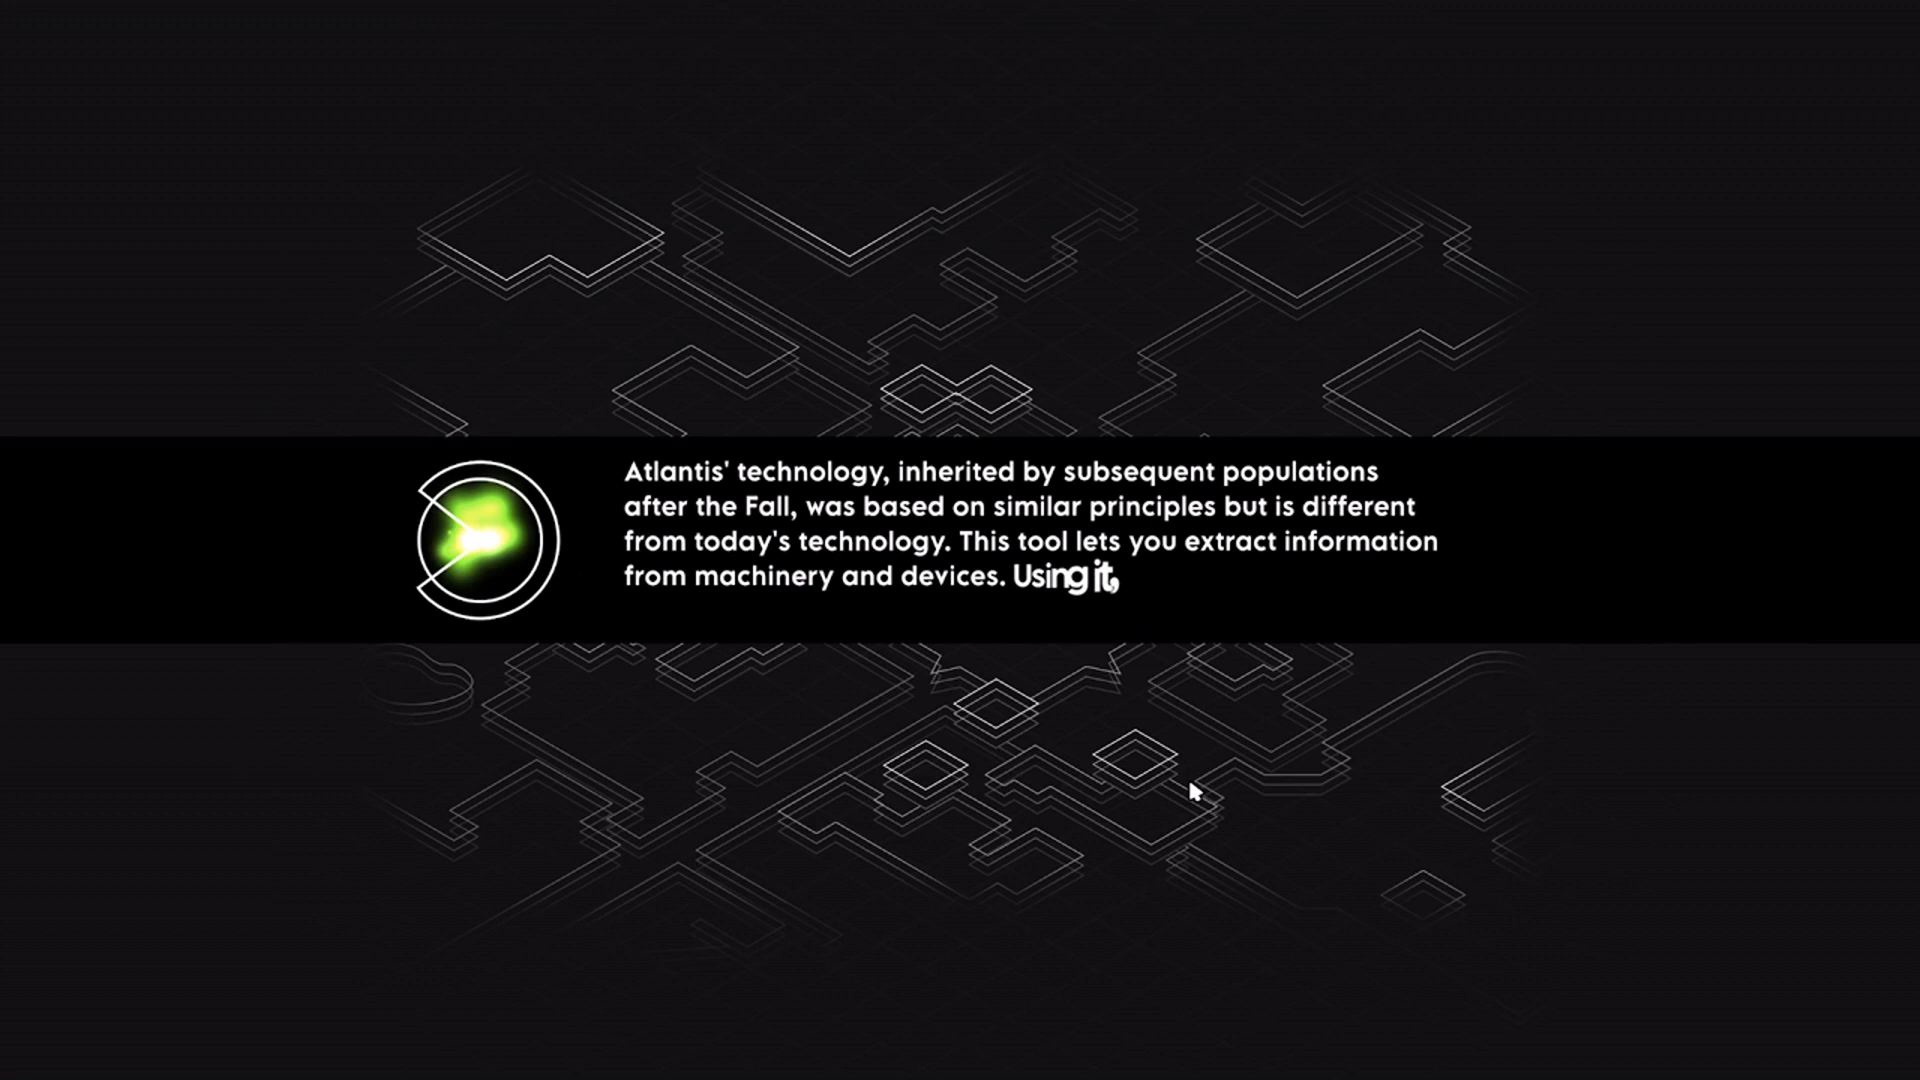 Atlantis' technology, inherited by subsequent populations
after the Fall, was based on similar principles but is different
from today's technology. This tool lets you extract information
from machinery and devices. Using it,